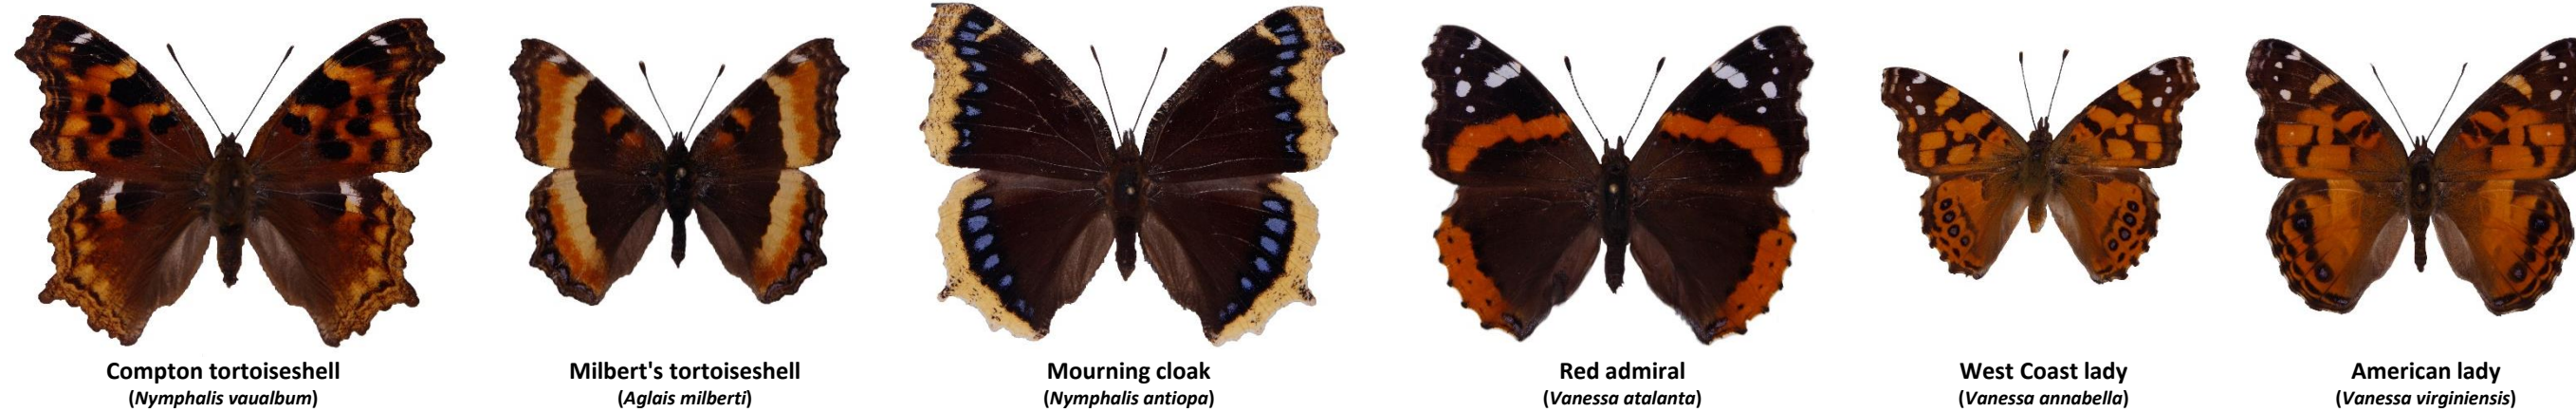 Compton tortoiseshell
(Nymphalis vaualbum)
Milbert's tortoiseshell
(Aglais milberti)
Mourning cloak
(Nymphalis antiopa)
Red admiral
(Vanessa atalanta)
West Coast lady
(Vanessa annabella)
American lady
(Vanessa virginiensis)